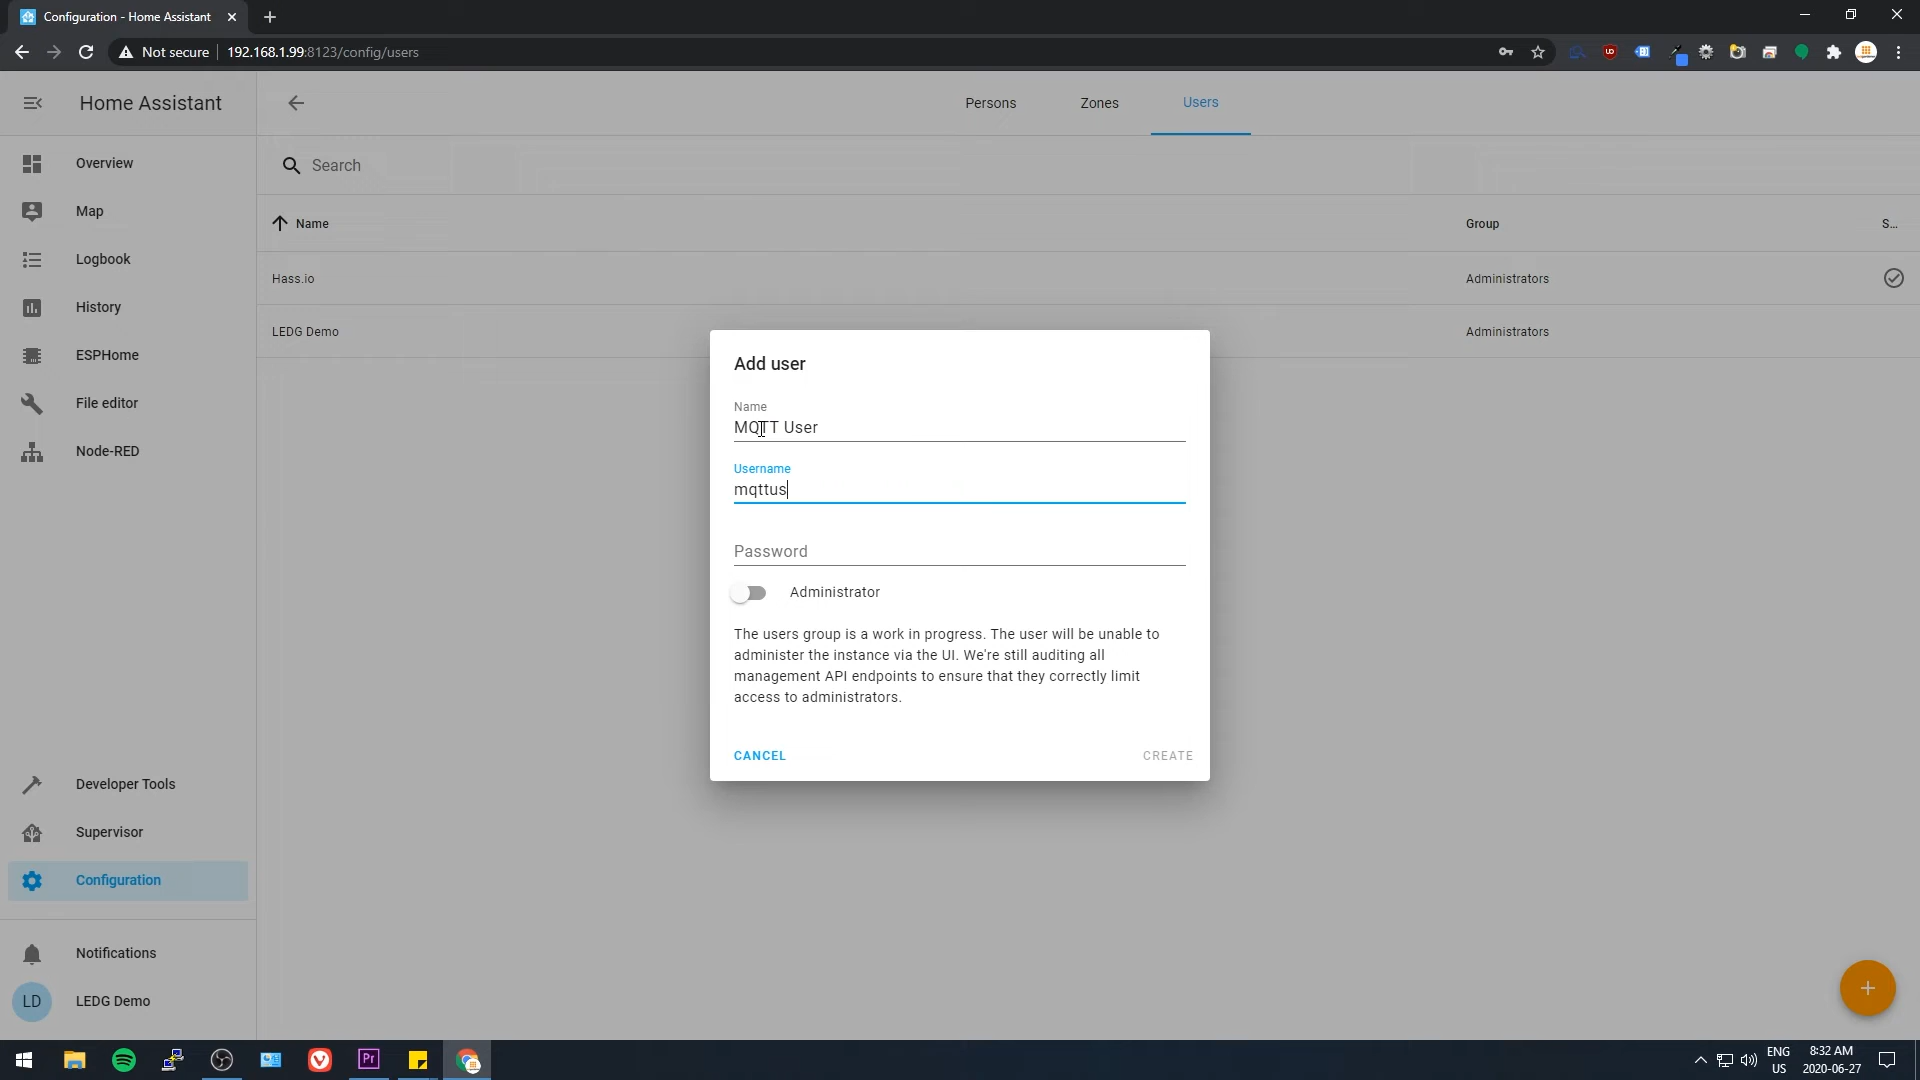 Configuration - Home Assistant
Not secure
192.168.1.99:8123/config/users
Home Assistant
Persons
Zones
Users
Overview
Map
Logbook
History
ESPHome
File editor
Node-RED
Developer Tools
Supervisor
Configuration
Notifications
LD
LEDG Demo
Search
Name
Group
S...
Hass.io
Administrators
LEDG Demo
Administrators
Add user
Name
MQTT User
Username
mqttus
Password
Administrator
The users group is a work in progress. The user will be unable to
administer the instance via the UI. We're still auditing all
management API endpoints to ensure that they correctly limit
access to administrators.
CANCEL
CREATE
Pr
ENG
US
8:32 AM
2020-06-27